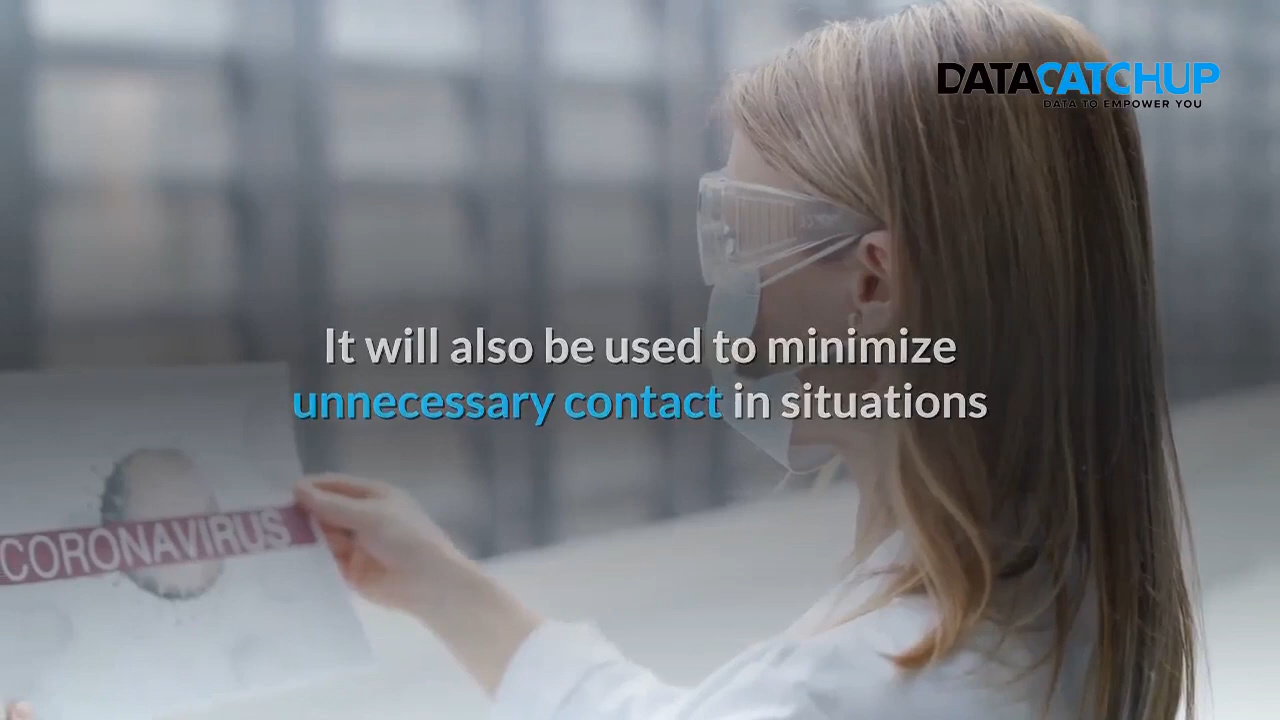 DATACATCHUP
DATA TO EMPOWER YOU
It will also be used to minimize
unnecessary contact in situations
CORONAVIRUS